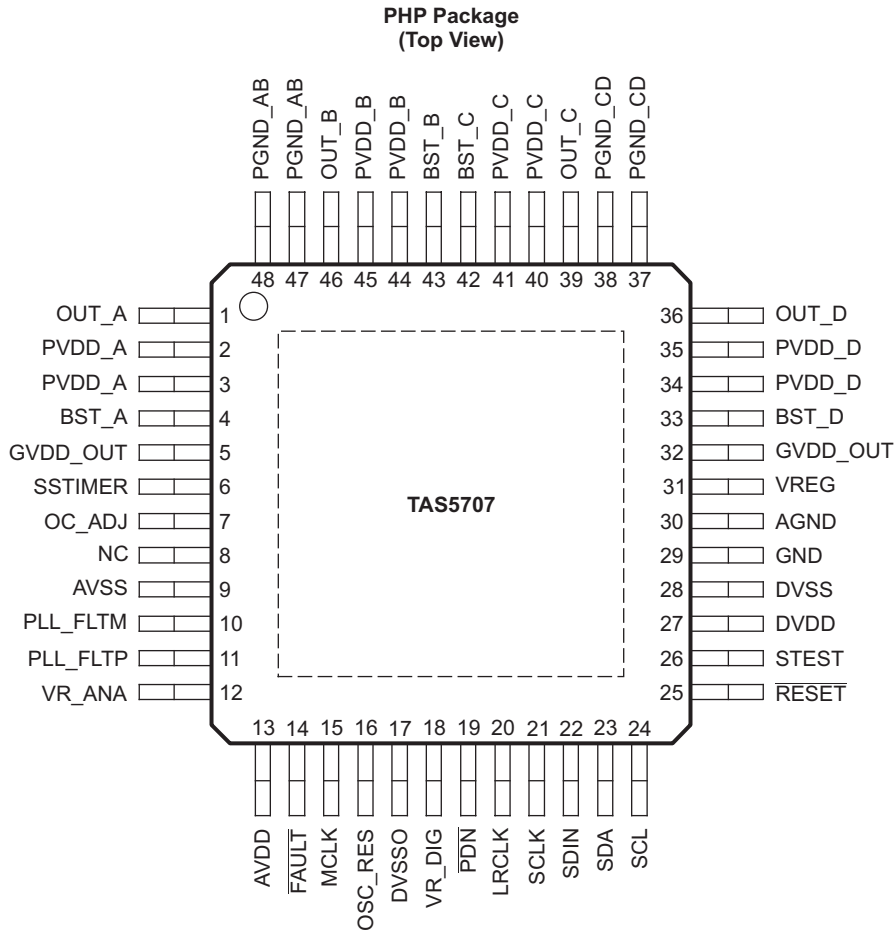 PHP Package
(Top View)
PGND_AB
PGND_AB
OUT_B
PVDD_B
PVDD_B
BST_B
BST_C
PVDD_C
PVDD_C
OUT_C
PGND_CD
PGND_CD
48 47 46 45 44 43 42 41 40 39 38 37
OUT_A 1 36 OUT_D
PVDD_A 2 35 PVDD_D
PVDD_A 3 34 PVDD_D
BST_A 4 33 BST_D
GVDD_OUT 5 32 GVDD_OUT
SSTIMER 6 31 VREG
TAS5707
OC_ADJ 7 30 AGND
NC 8 29 GND
AVSS 9 28 DVSS
PLL_FLTM 10 27 DVDD
PLL_FLTP 11 26 STEST
VR_ANA 12 25 RESET
13 14 15 16 17 18 19 20 21 22 23 24
AVDD
FAULT
MCLK
OSC_RES
DVSSO
VR_DIG
PDN
LRCLK
SCLK
SDIN
SDA
SCL